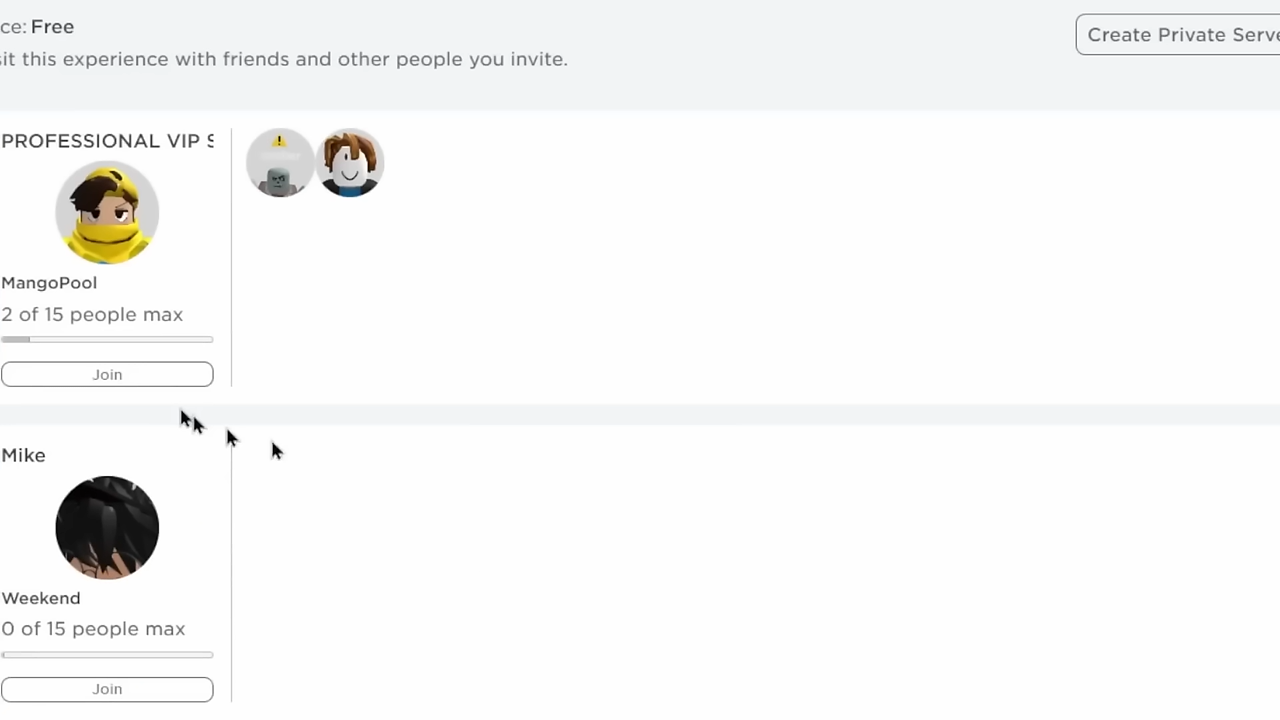 ce: Free
Create Private Serve
sit this experience with friends and other people you invite.
PROFESSIONAL VIP S
MangoPool
2 of 15 people max
Join
Mike
Weekend
0 of 15 people max
Join